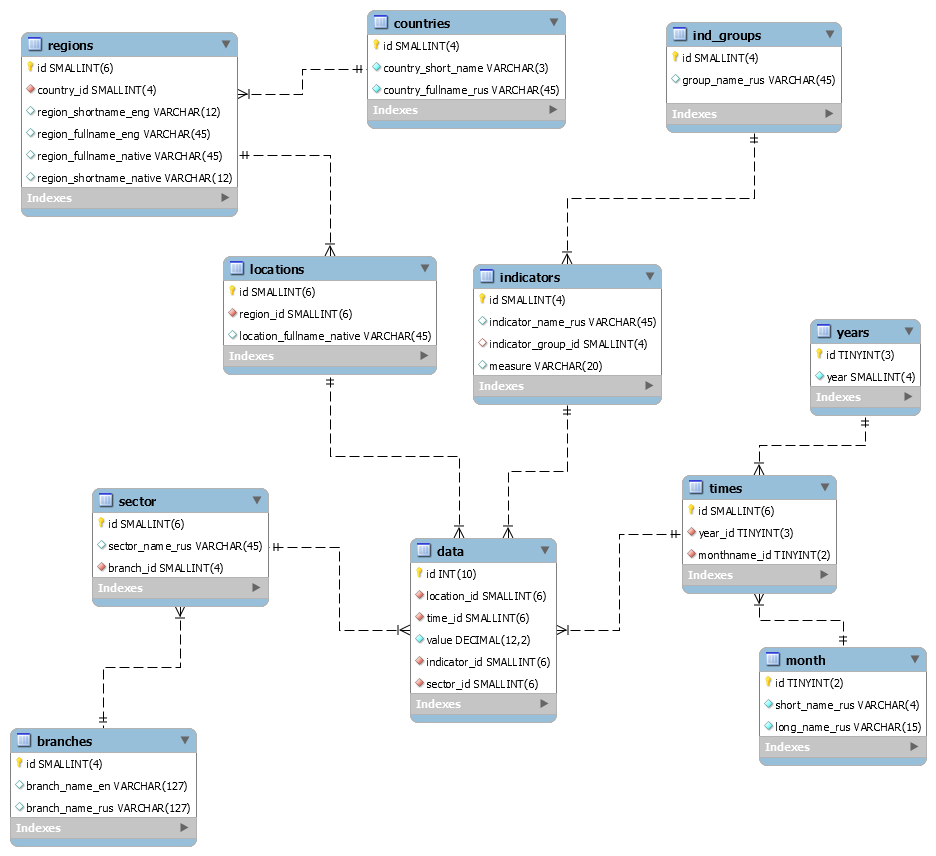 countries
id SMALLINT(4)
country_short_name VARCHAR(3)
country_fullname_rus VARCHAR(45)
Indexes
ind_groups
id SMALLINT(4)
group_name_rus VARCHAR(45)
Indexes
regions
id SMALLINT(6)
country_id SMALLINT(4)
region_shortname_eng VARCHAR(12)
region_fullname_eng VARCHAR(45)
region_fullname_native VARCHAR(45)
region_shortname_native VARCHAR(12)
Indexes
locations
id SMALLINT(6)
region_id SMALLINT(6)
location_fullname_native VARCHAR(45)
Indexes
indicators
id SMALLINT(4)
indicator_name_rus VARCHAR(45)
indicator_group_id SMALLINT(4)
measure VARCHAR(20)
Indexes
years
id TINYINT(3)
year SMALLINT(4)
Indexes
sector
id SMALLINT(6)
sector_name_rus VARCHAR(45)
branch_id SMALLINT(4)
Indexes
data
id INT(10)
location_id SMALLINT(6)
time_id SMALLINT(6)
value DECIMAL(12,2)
indicator_id SMALLINT(6)
sector_id SMALLINT(6)
Indexes
times
id SMALLINT(6)
year_id TINYINT(3)
monthname_id TINYINT(2)
Indexes
month
id TINYINT(2)
short_name_rus VARCHAR(4)
long_name_rus VARCHAR(15)
Indexes
branches
id SMALLINT(4)
branch_name_en VARCHAR(127)
branch_name_rus VARCHAR(127)
Indexes